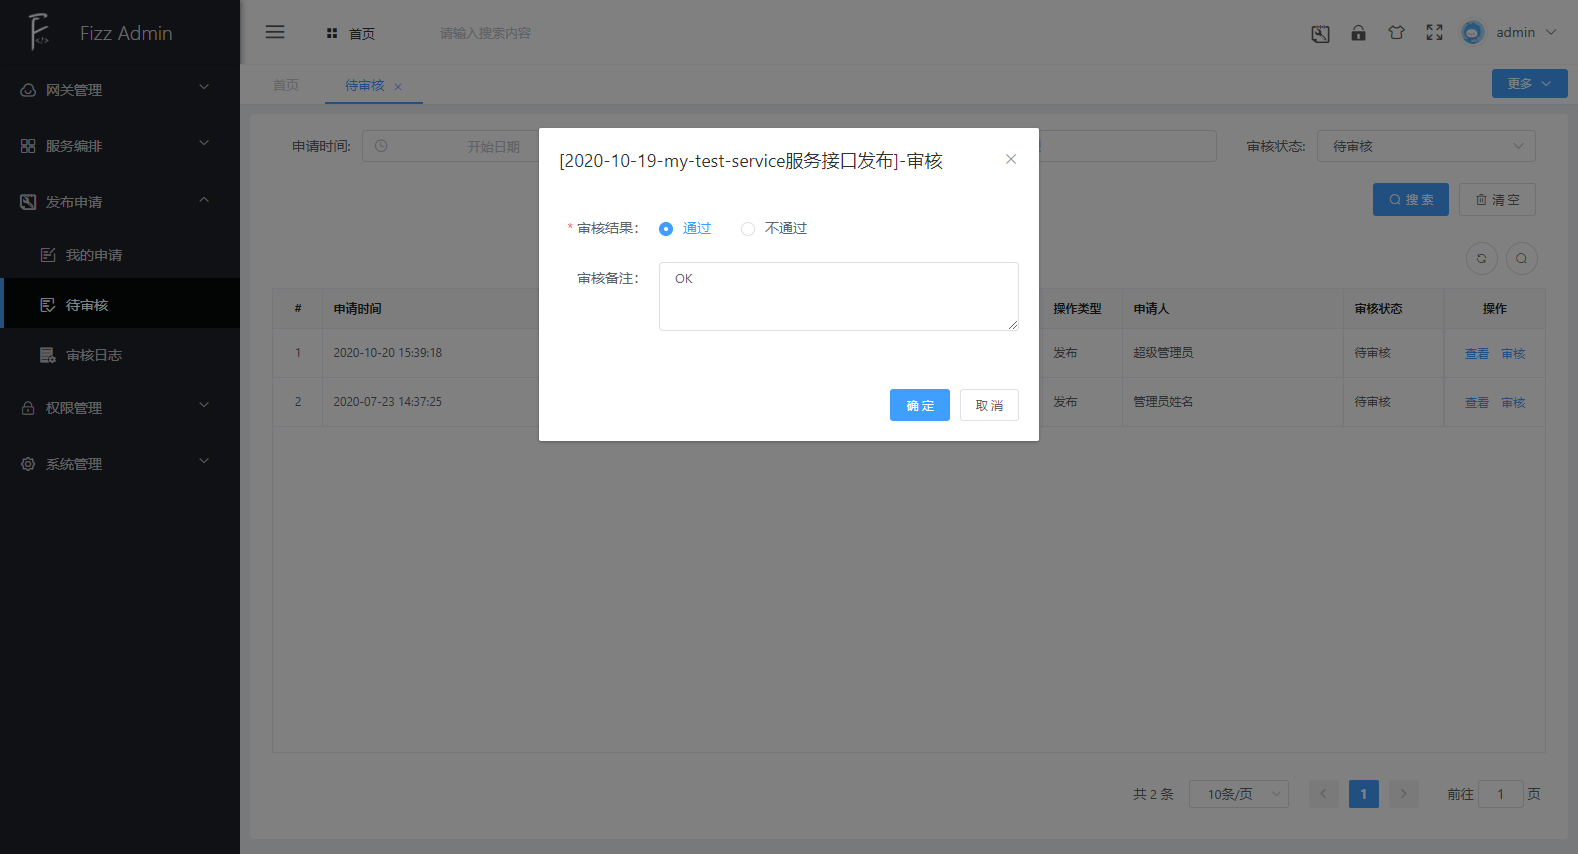 Fizz Admin
首页
请输入搜索内容
admin
网关管理
服务编排
发布申请
我的申请
待审核
审核日志
权限管理
系统管理
首页
待审核
更多
申请时间:
开始日期
审核状态:
待审核
搜 索
清 空
[2020-10-19-my-test-service服务接口发布]-审核
* 审核结果:
通过
不通过
审核备注:
OK
确 定
取 消
# 申请时间 操作类型 申请人 审核状态 操作
1 2020-10-20 15:39:18 发布 超级管理员 待审核 查看 审核
2 2020-07-23 14:37:25 发布 管理员姓名 待审核 查看 审核
共 2 条
10条/页
1
前往 1 页